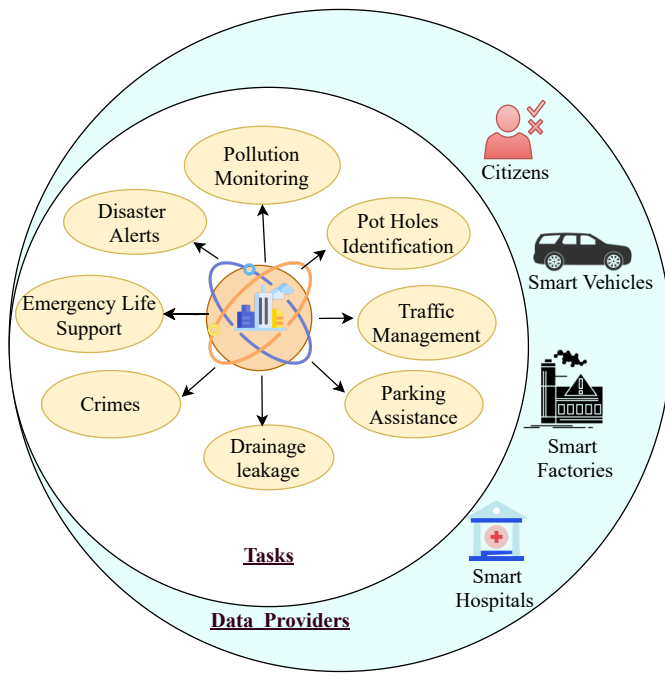 Pollution
Monitoring
Disaster
Alerts
Pot Holes
Identification
Emergency Life
Support
Traffic
Management
Crimes
Parking
Assistance
Drainage
leakage
Tasks
Data Providers
Citizens
Smart Vehicles
Smart
Factories
Smart
Hospitals